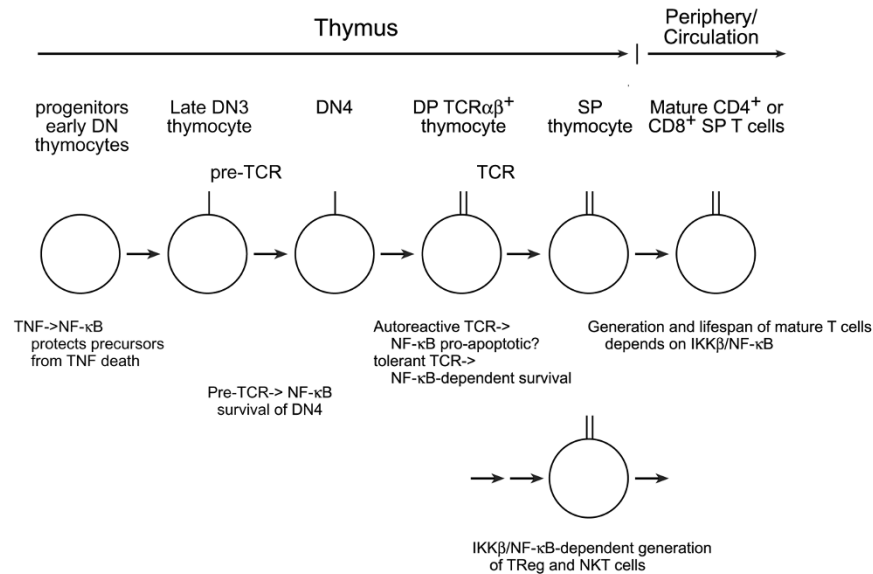 Thymus
Periphery/
Circulation
progenitors
early DN
thymocytes
Late DN3
thymocyte
DN4
DP TCRαβ⁺
thymocyte
SP
thymocyte
Mature CD4⁺ or
CD8⁺ SP T cells
pre-TCR
TCR
TNF->NF-κB
protects precursors
from TNF death
Pre-TCR-> NF-κB
survival of DN4
Autoreactive TCR->
NF-κB pro-apoptotic?
tolerant TCR->
NF-κB-dependent survival
Generation and lifespan of mature T cells
depends on IKKβ/NF-κB
IKKβ/NF-κB-dependent generation
of TReg and NKT cells